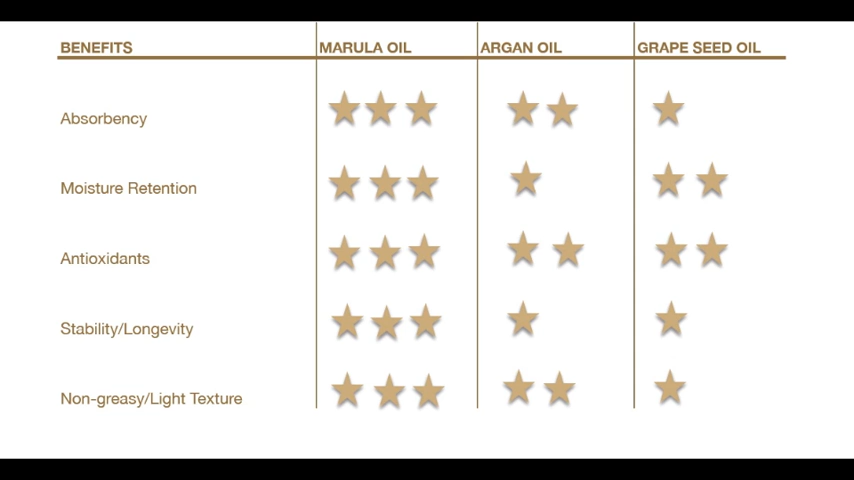 BENEFITS MARULA OIL ARGAN OIL GRAPE SEED OIL
Absorbency
Moisture Retention
Antioxidants
Stability/Longevity
Non-greasy/Light Texture